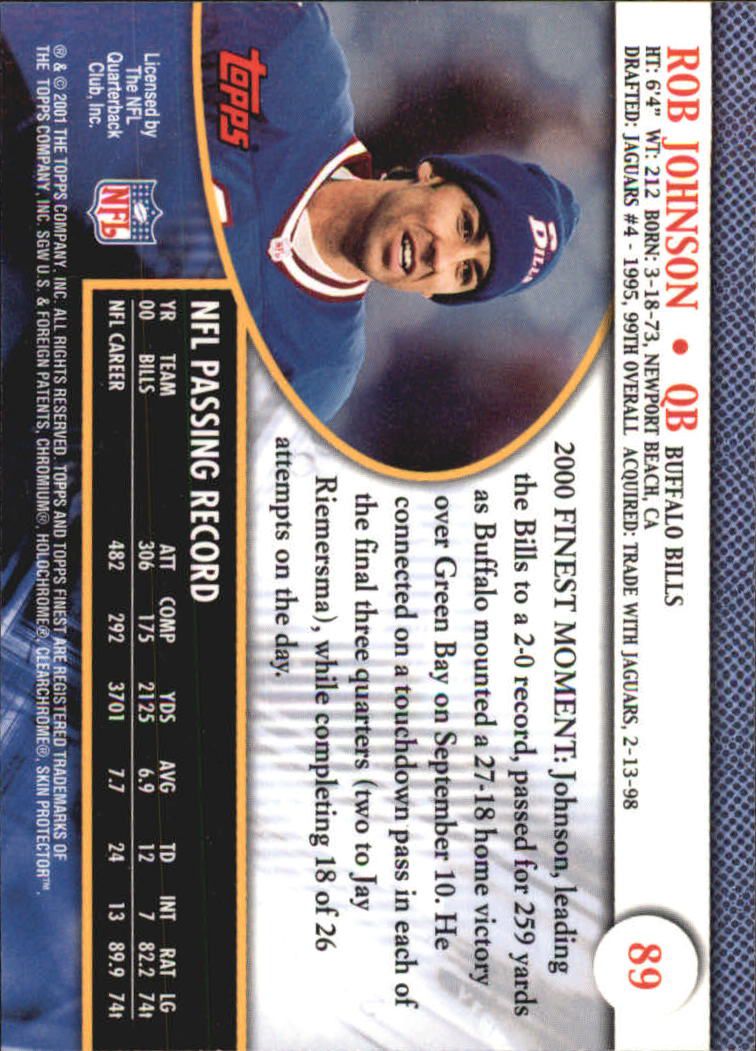 ROB JOHNSON • QB BUFFALO BILLS
HT: 6'4" WT: 212 BORN: 3-18-73, NEWPORT BEACH, CA
DRAFTED: JAGUARS #4 - 1995, 99TH OVERALL ACQUIRED: TRADE WITH JAGUARS, 2-13-98
89
BILLS
NFL
topps
2000 FINEST MOMENT: Johnson, leading
the Bills to a 2-0 record, passed for 259 yards
as Buffalo mounted a 27-18 home victory
over Green Bay on September 10. He
connected on a touchdown pass in each of
the final three quarters (two to Jay
Riemersma), while completing 18 of 26
attempts on the day.
Licensed by
The NFL
Quarterback
Club, Inc.
NFL
NFL PASSING RECORD
YR TEAM ATT COMP YDS AVG TD INT RAT LG
00 BILLS 306 175 2125 6.9 12 7 82.2 74t
NFL CAREER 482 292 3701 7.7 24 13 89.9 74t
® & © 2001 THE TOPPS COMPANY, INC. ALL RIGHTS RESERVED. TOPPS AND TOPPS FINEST ARE REGISTERED TRADEMARKS OF
THE TOPPS COMPANY, INC. SGW U.S. & FOREIGN PATENTS, CHROMIUM®, HOLOCHROME®, CLEARCHROME®, SKIN PROTECTOR™.